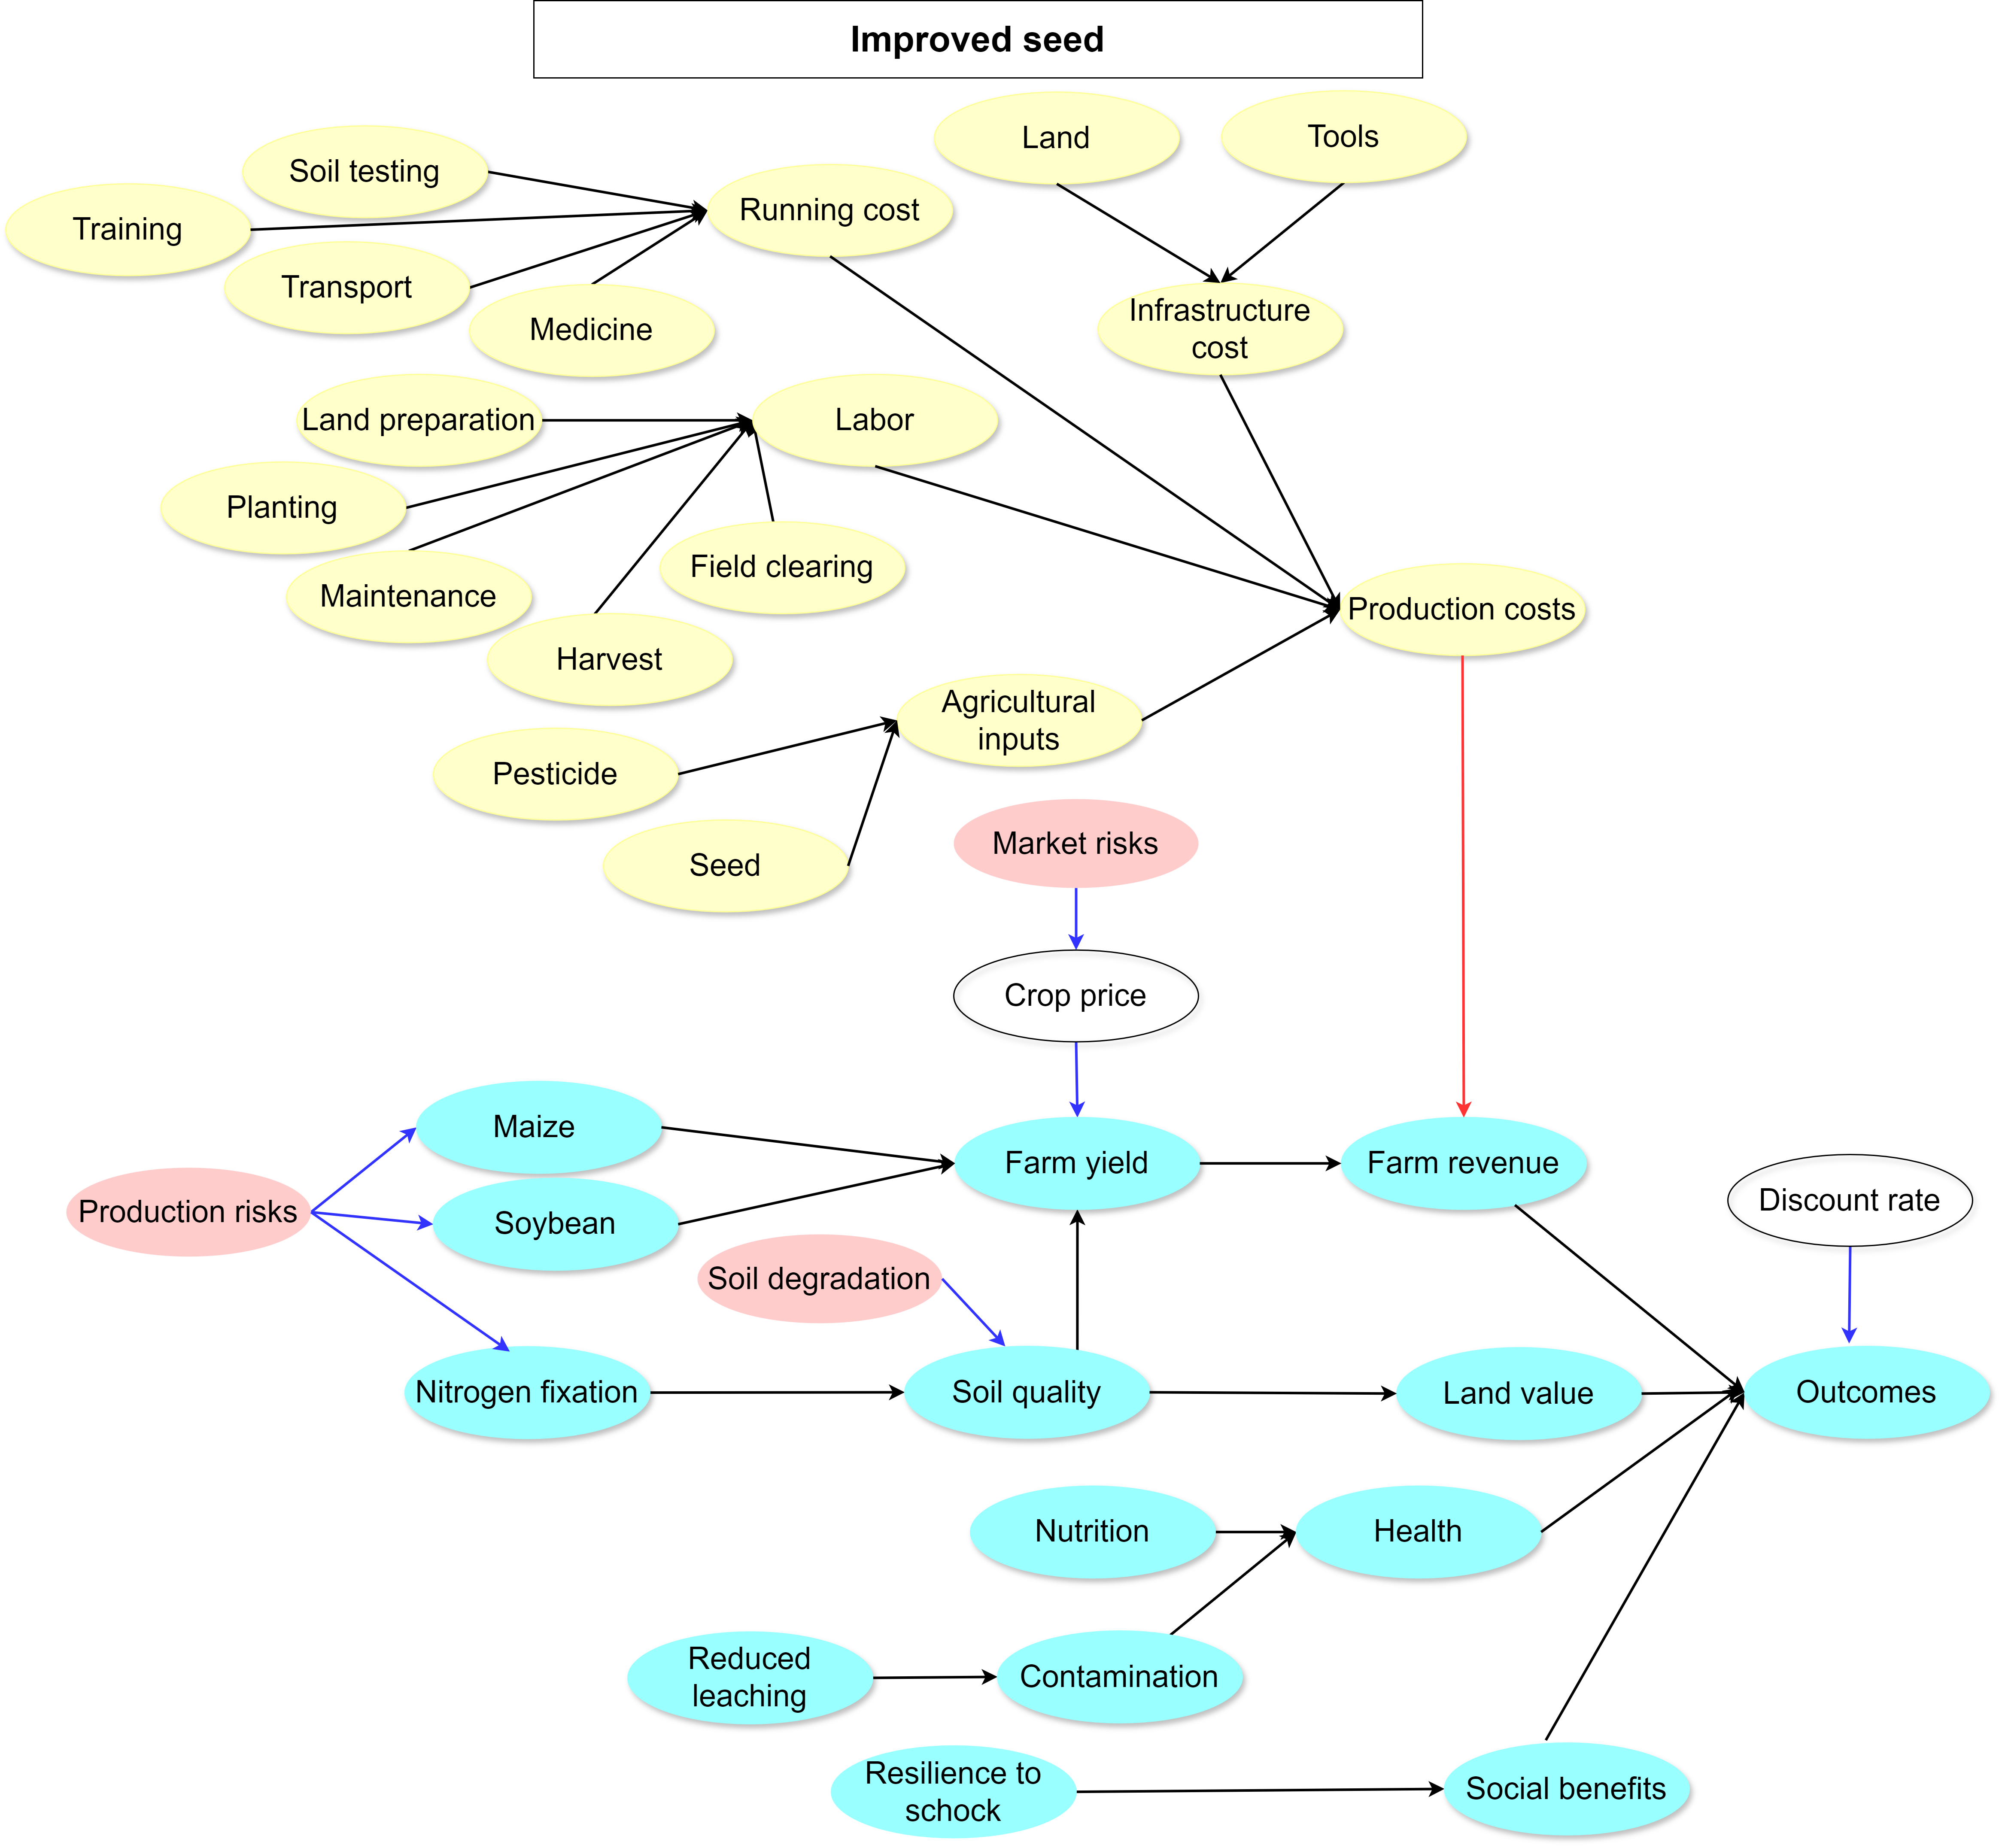 Improved seed
Land
Tools
Soil testing
Running cost
Training
Transport
Medicine
Infrastructure
cost
Land preparation
Labor
Planting
Field clearing
Maintenance
Production costs
Harvest
Agricultural
inputs
Pesticide
Seed
Market risks
Crop price
Maize
Farm yield
Farm revenue
Production risks
Soybean
Discount rate
Soil degradation
Nitrogen fixation
Soil quality
Land value
Outcomes
Nutrition
Health
Reduced
leaching
Contamination
Resilience to
schock
Social benefits